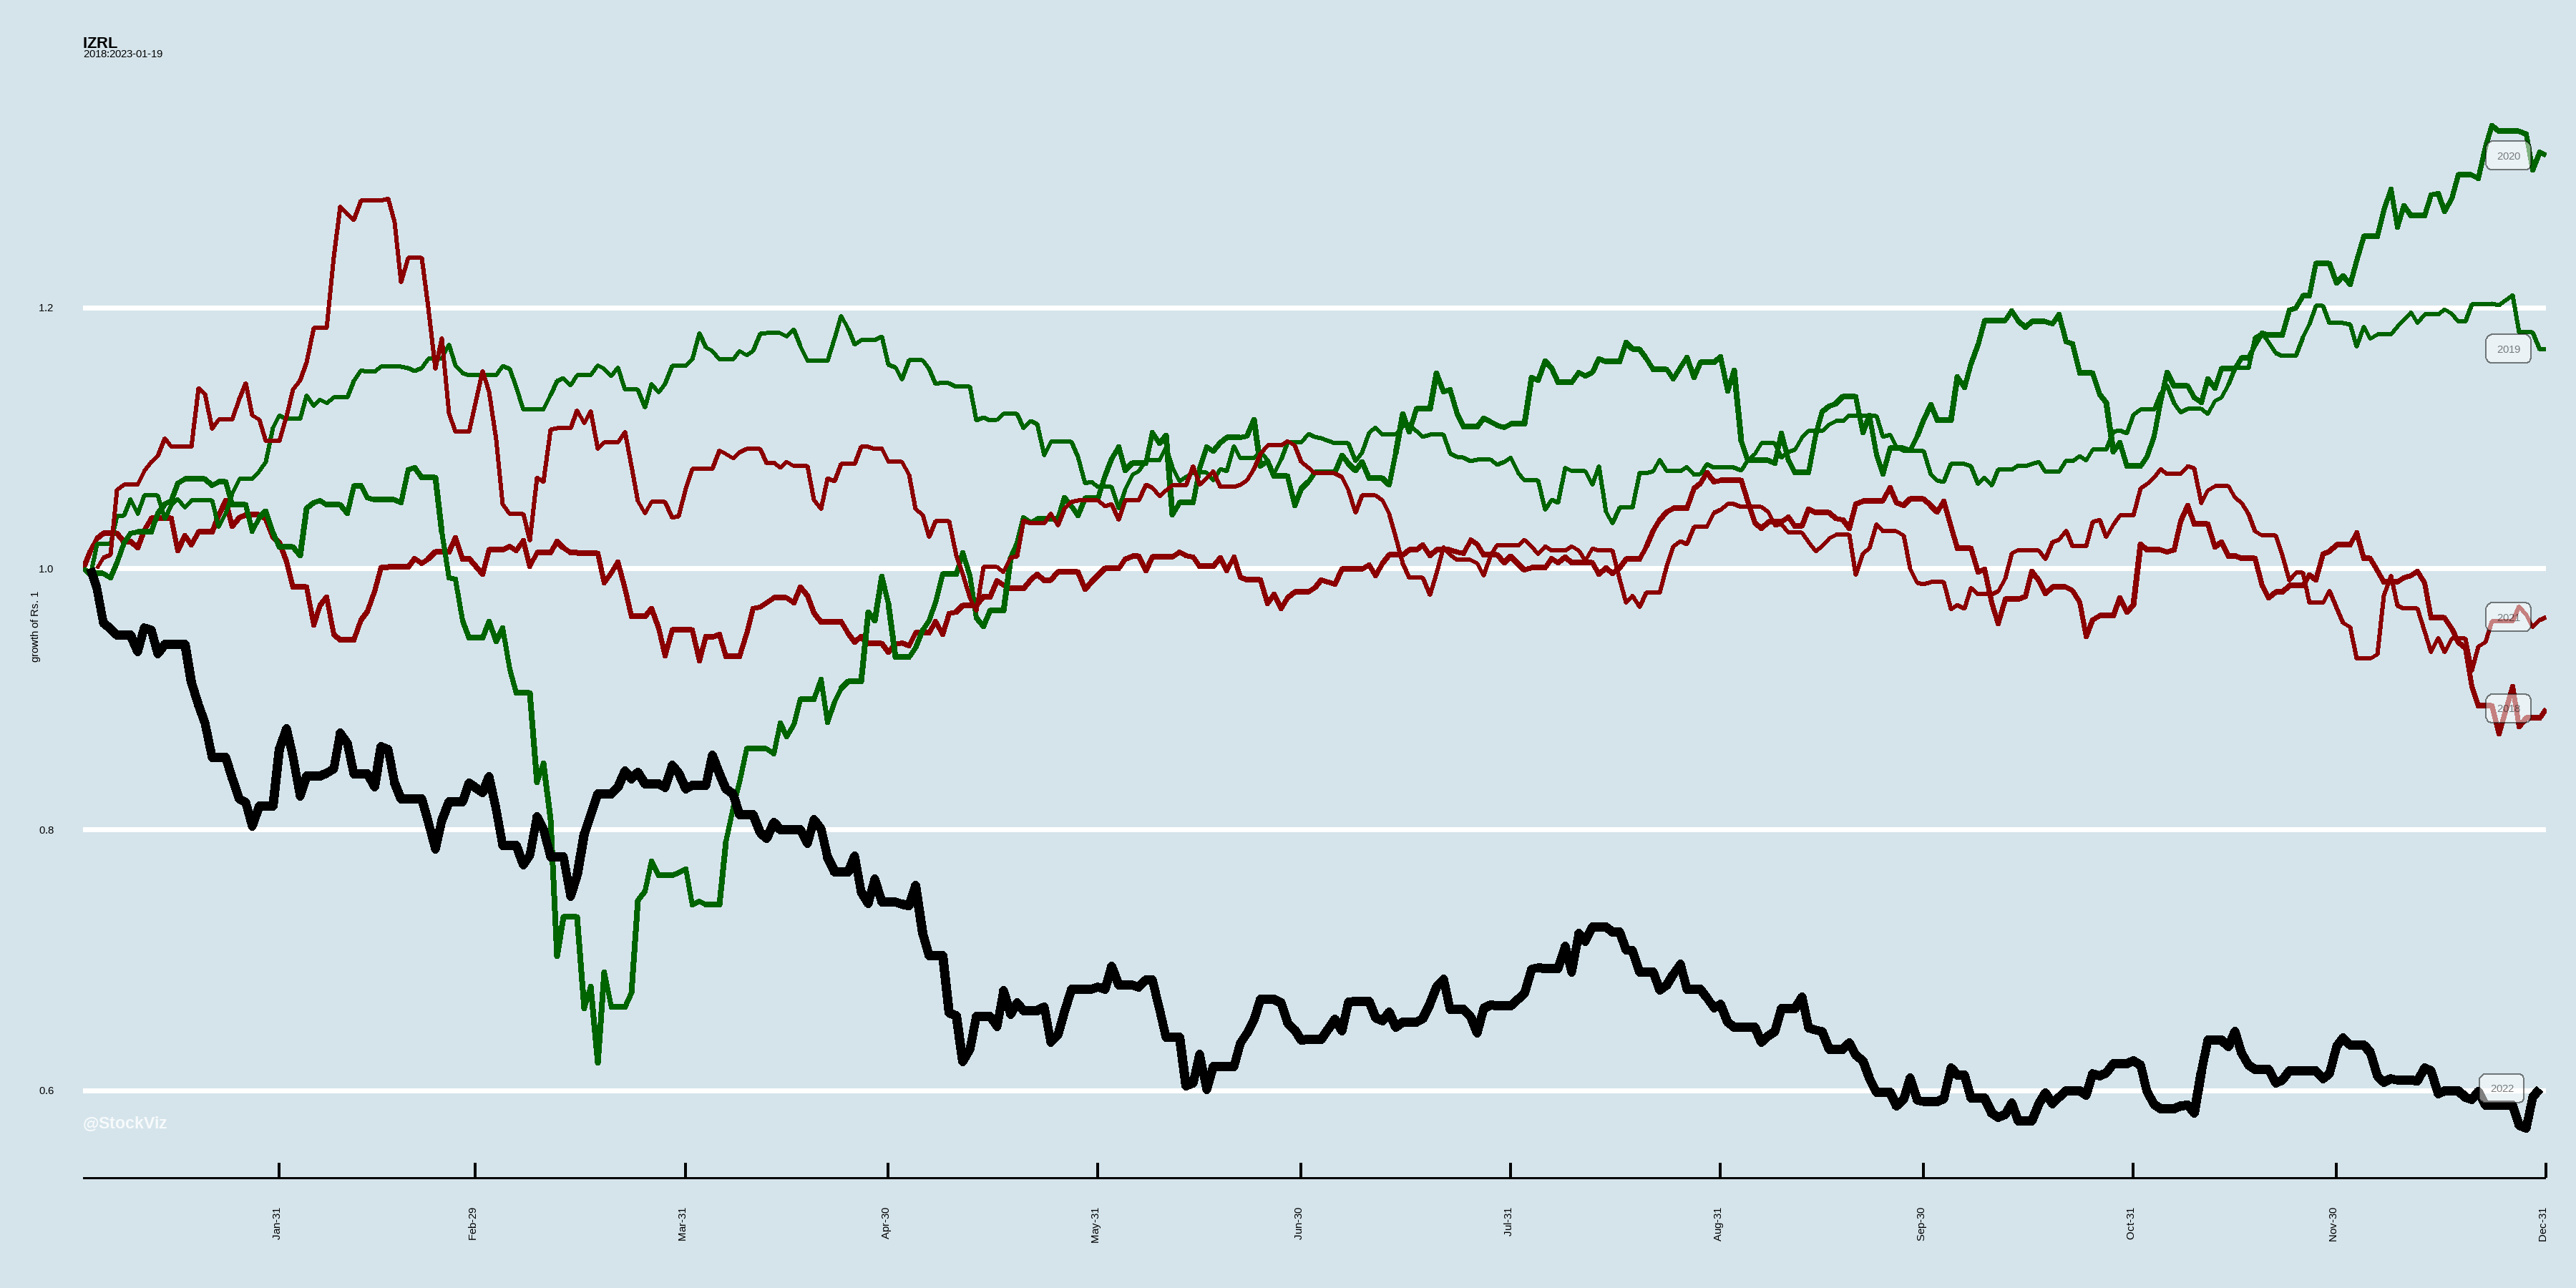 IZRL
2018:2023-01-19
growth of Rs. 1
1.2
1.0
0.8
0.6
2020
2019
2021
2018
2022
@StockViz
Jan-31
Feb-29
Mar-31
Apr-30
May-31
Jun-30
Jul-31
Aug-31
Sep-30
Oct-31
Nov-30
Dec-31